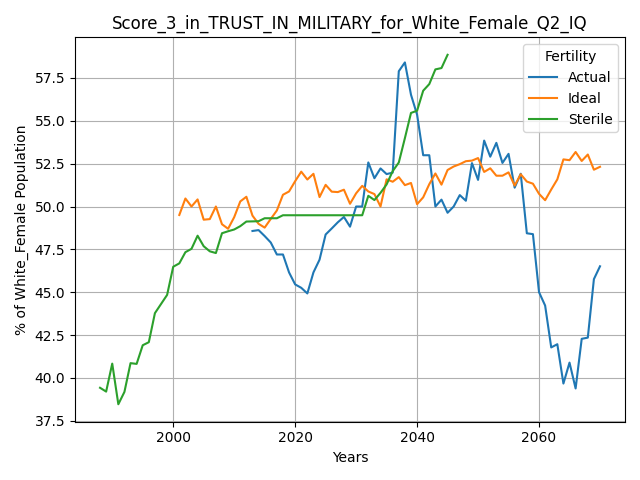 Score_3_in_TRUST_IN_MILITARY_for_White_Female_Q2_IQ
% of White_Female Population
57.5
55.0
52.5
50.0
47.5
45.0
42.5
40.0
37.5
Fertility
Actual
Ideal
Sterile
2000
2020
2040
2060
Years